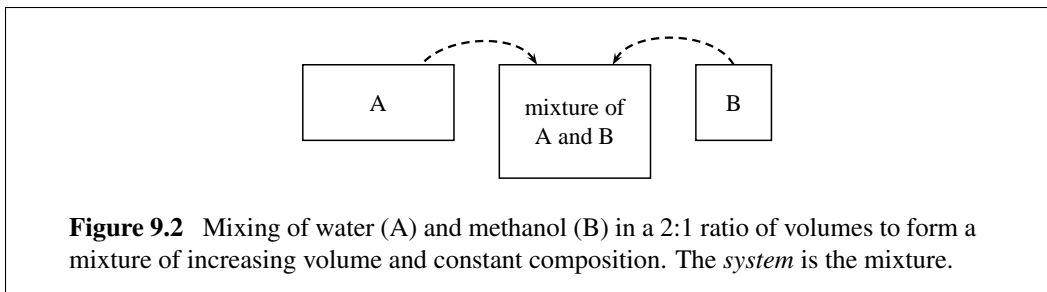 A
mixture of
A and B
B
Figure 9.2 Mixing of water (A) and methanol (B) in a 2:1 ratio of volumes to form a
mixture of increasing volume and constant composition. The system is the mixture.